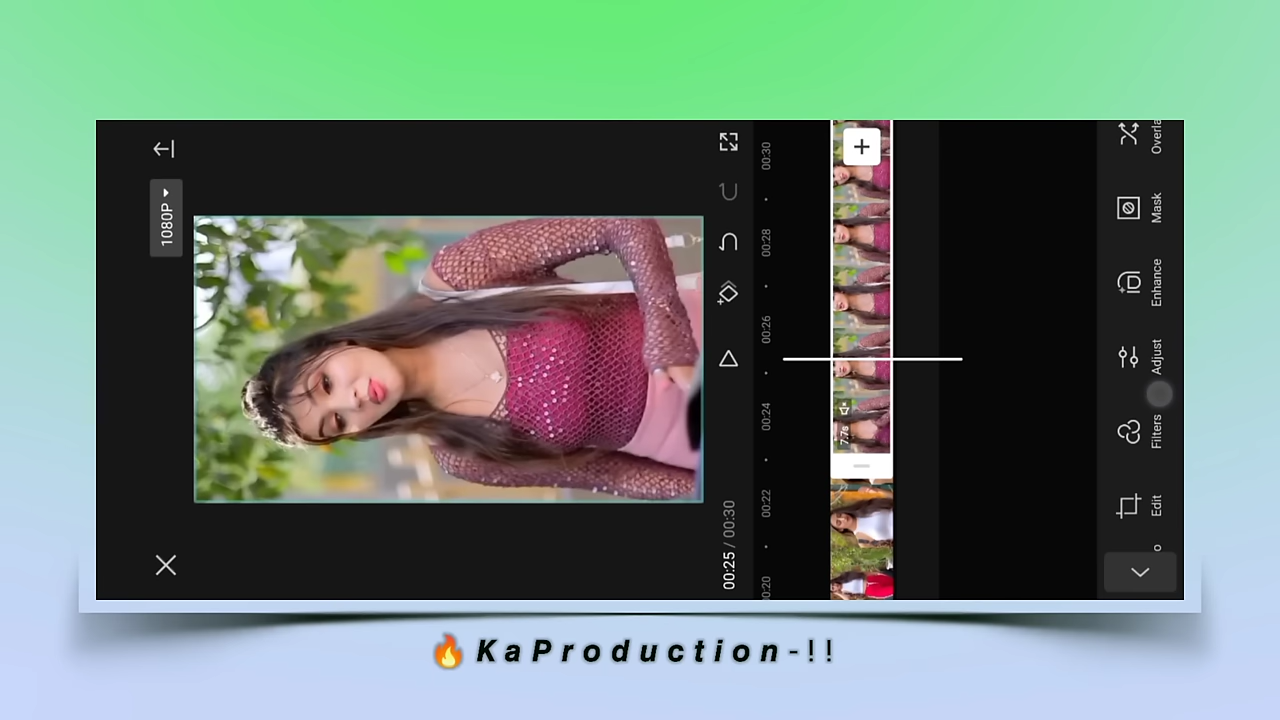 1080P
00:25 / 00:30
00:20
00:22
00:24
00:26
00:28
00:30
7.7s
Edit
Filters
Adjust
Enhance
Mask
Overla
🔥KaProduction-!!